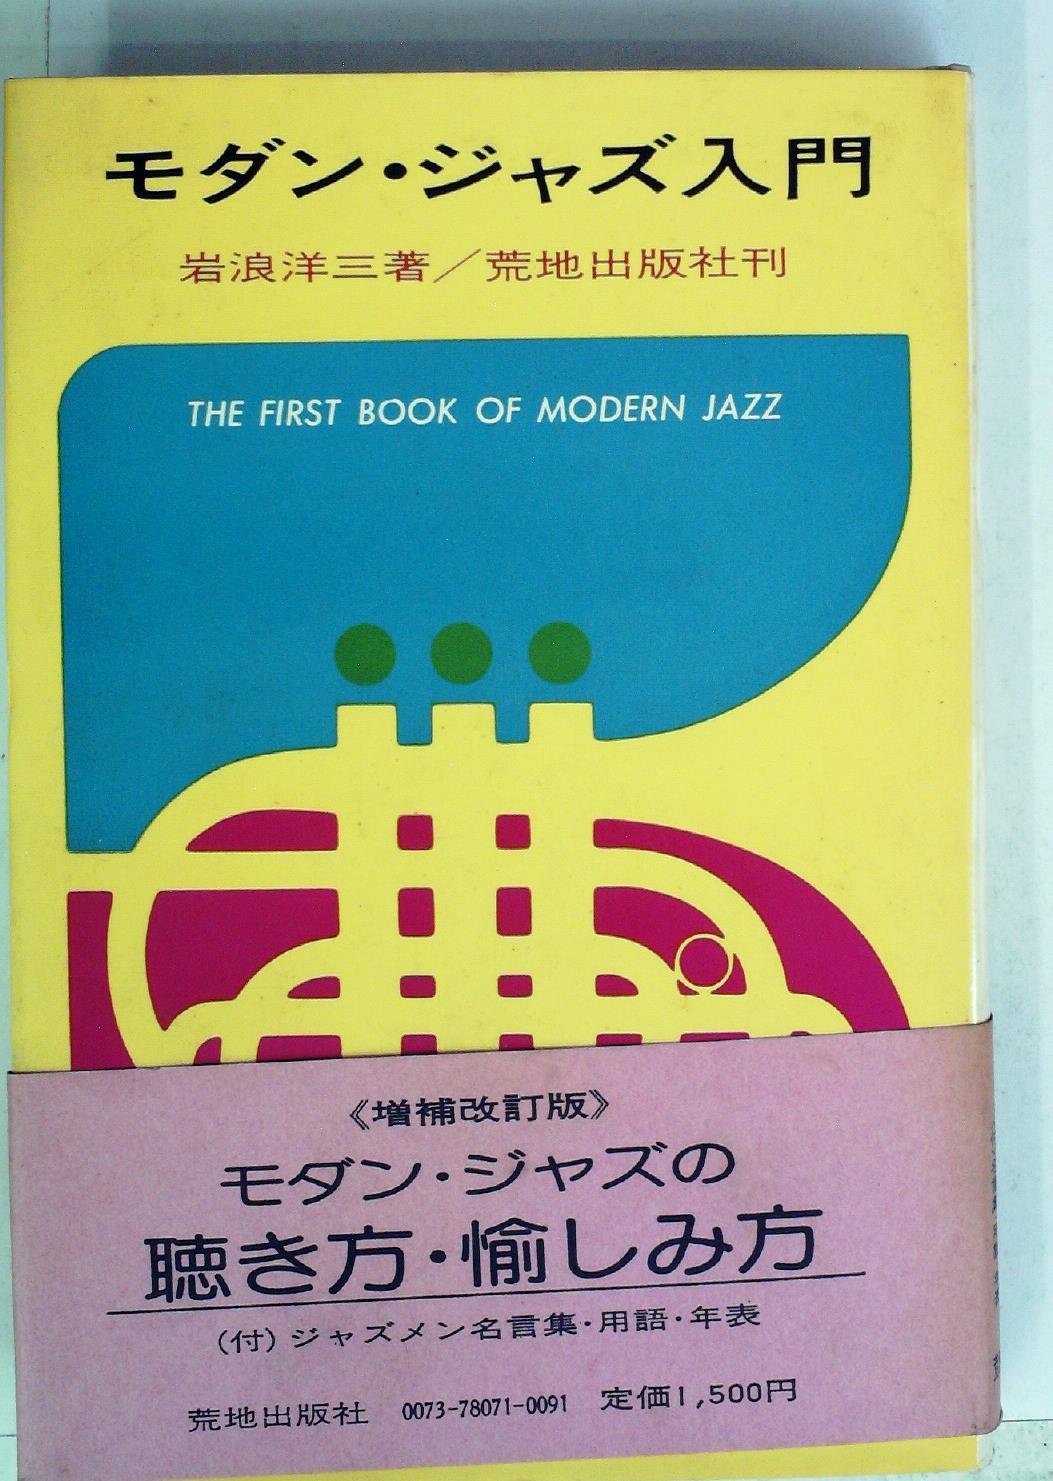 モダン・ジャズ入門
岩浪洋三著／荒地出版社刊
THE FIRST BOOK OF MODERN JAZZ
《増補改訂版》
モダン・ジャズの
聴き方・愉しみ方
(付) ジャズメン名言集・用語・年表
荒地出版社 0073-78071-0091 定価1,500円